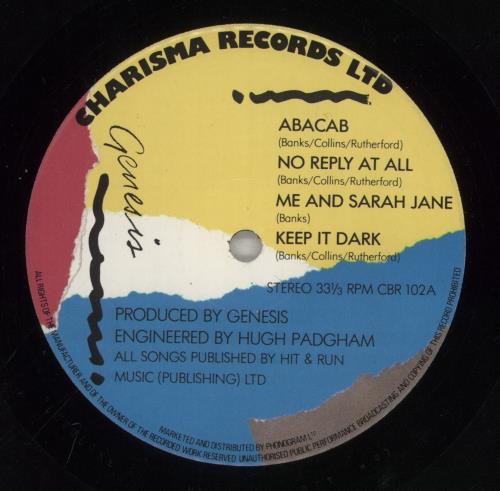 CHARISMA RECORDS LTD
Genesis
ABACAB
(Banks/Collins/Rutherford)
NO REPLY AT ALL
(Banks/Collins/Rutherford)
ME AND SARAH JANE
(Banks)
KEEP IT DARK
(Banks/Collins/Rutherford)
STEREO 33⅓ RPM CBR 102A
PRODUCED BY GENESIS
ENGINEERED BY HUGH PADGHAM
ALL SONGS PUBLISHED BY HIT & RUN
MUSIC (PUBLISHING) LTD
MARKETED AND DISTRIBUTED BY PHONOGRAM LTD
ALL RIGHTS OF THE MANUFACTURER AND OF THE OWNER OF THE RECORDED WORK RESERVED UNAUTHORISED PUBLIC PERFORMANCE BROADCASTING AND COPYING OF THIS RECORD PROHIBITED